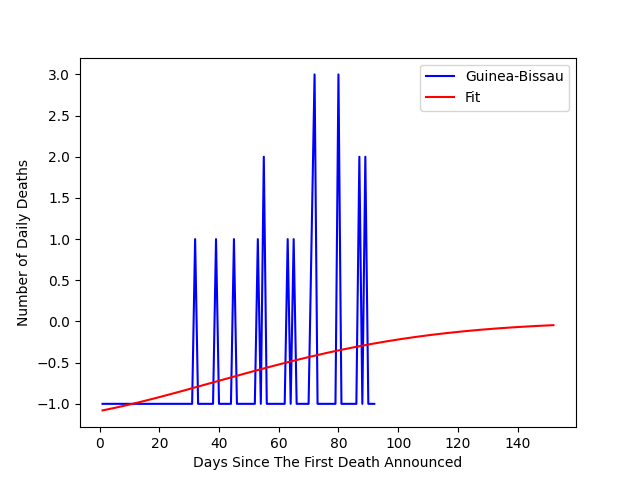 Guinea-Bissau
Fit
Number of Daily Deaths
3.0
2.5
2.0
1.5
1.0
0.5
0.0
−0.5
−1.0
0 20 40 60 80 100 120 140
Days Since The First Death Announced